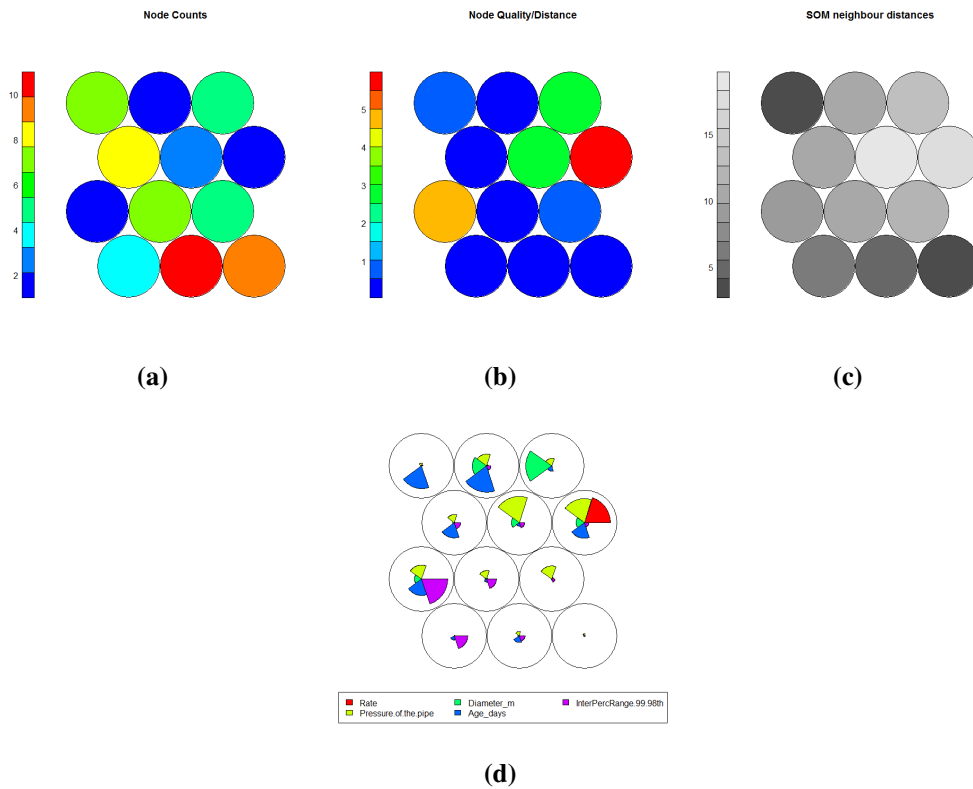 Node Counts
Node Quality/Distance
SOM neighbour distances
10
8
6
4
2
5
4
3
2
1
15
10
5
(a)
(b)
(c)
Rate
Diameter_m
InterPercRange.99.98th
Pressure.of.the.pipe
Age_days
(d)